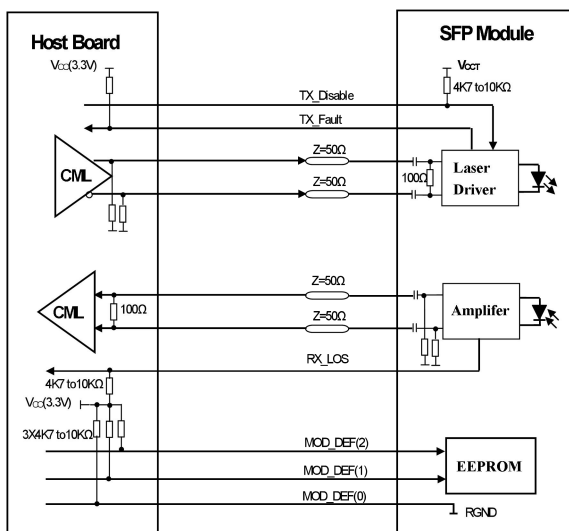 Host Board
SFP Module
VCC(3.3V)
VCCT
4K7 to10KΩ
TX_Disable
TX_Fault
Z=50Ω
CML
100Ω
Laser
Driver
Z=50Ω
Z=50Ω
CML
100Ω
Z=50Ω
Amplifer
RX_LOS
4K7 to10KΩ
VCC(3.3V)
3X4K7 to10KΩ
MOD_DEF(2)
MOD_DEF(1)
EEPROM
MOD_DEF(0)
RGND